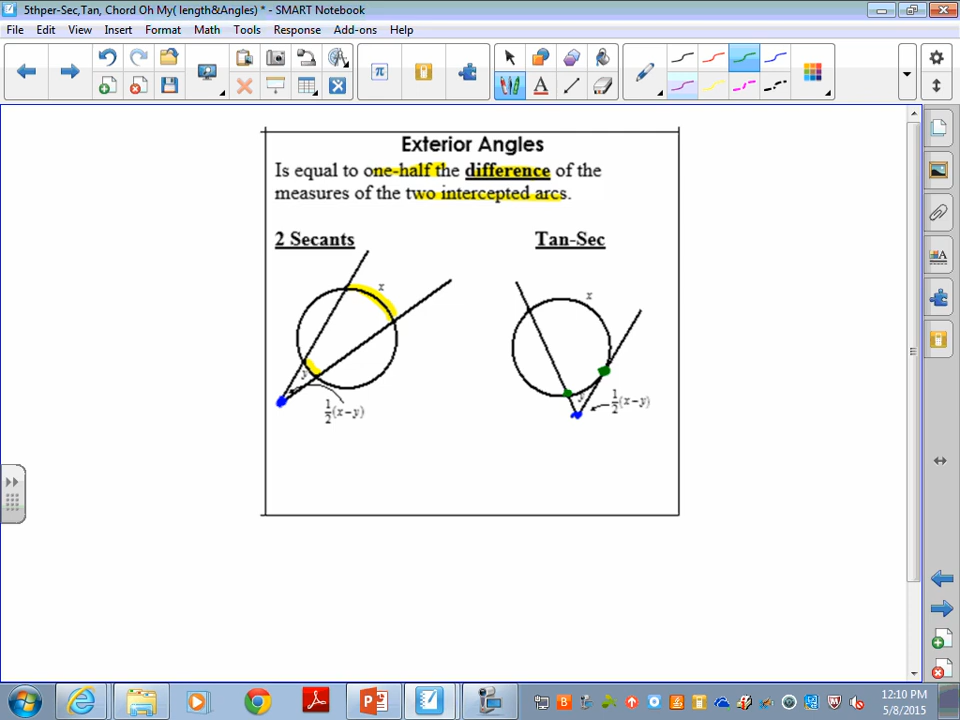 5thper-Sec,Tan, Chord Oh My( length&Angles) * - SMART Notebook
File Edit View Insert Format Math Tools Response Add-ons Help
Exterior Angles
Is equal to one-half the difference of the
measures of the two intercepted arcs.
2 Secants Tan-Sec
x x
y y
½(x−y) ½(x−y)
12:10 PM
5/8/2015